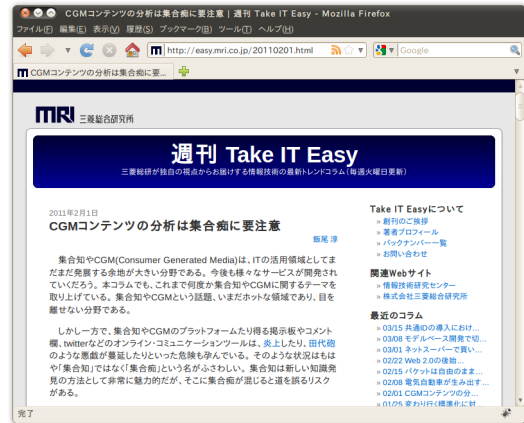 CGMコンテンツの分析は集合痴に要注意 | 週刊 Take IT Easy - Mozilla Firefox
ファイル(F) 編集(E) 表示(V) 履歴(S) ブックマーク(B) ツール(T) ヘルプ(H)
http://easy.mri.co.jp/20110201.html
Google
CGMコンテンツの分析は集合痴に要...
MRI 三菱総合研究所
週刊 Take IT Easy
三菱総研が独自の視点からお届けする情報技術の最新トレンドコラム（毎週火曜日更新）
2011年2月1日
CGMコンテンツの分析は集合痴に要注意
飯尾 淳
集合知やCGM(Consumer Generated Media)は、ITの活用領域としてま
だまだ発展する余地が大きい分野である。今後も様々なサービスが開発され
ていくだろう。本コラムでも、これまで何度か集合知やCGMに関するテーマを
取り上げている。集合知やCGMという話題、いまだホットな領域であり、目を
離せない分野である。
しかし一方で、集合知やCGMのプラットフォームたり得る掲示板やコメント
欄、twitterなどのオンライン・コミュニケーションツールは、炎上したり、田代砲
のような悪戯が蔓延したりといった危険も孕んでいる。そのような状況はもは
や「集合知」ではなく「集合痴」という名がふさわしい。集合知は新しい知識発
見の方法として非常に魅力的だが、そこに集合痴が混じると道を誤るリスク
がある。
Take IT Easyについて
» 創刊のご挨拶
» 著者プロフィール
» バックナンバー一覧
» お問い合わせ
関連Webサイト
» 情報技術研究センター
» 株式会社三菱総合研究所
最近のコラム
» 03/15 共通IDの導入におけ...
» 03/08 モデルベース開発で切...
» 03/01 ネットスーパーで買い...
» 02/22 Web 2.0の後始...
» 02/15 パケットは自由のまま...
» 02/08 電気自動車が生み出す...
» 02/01 CGMコンテンツの分...
» 01/25 変わり行く標準化に対
完了